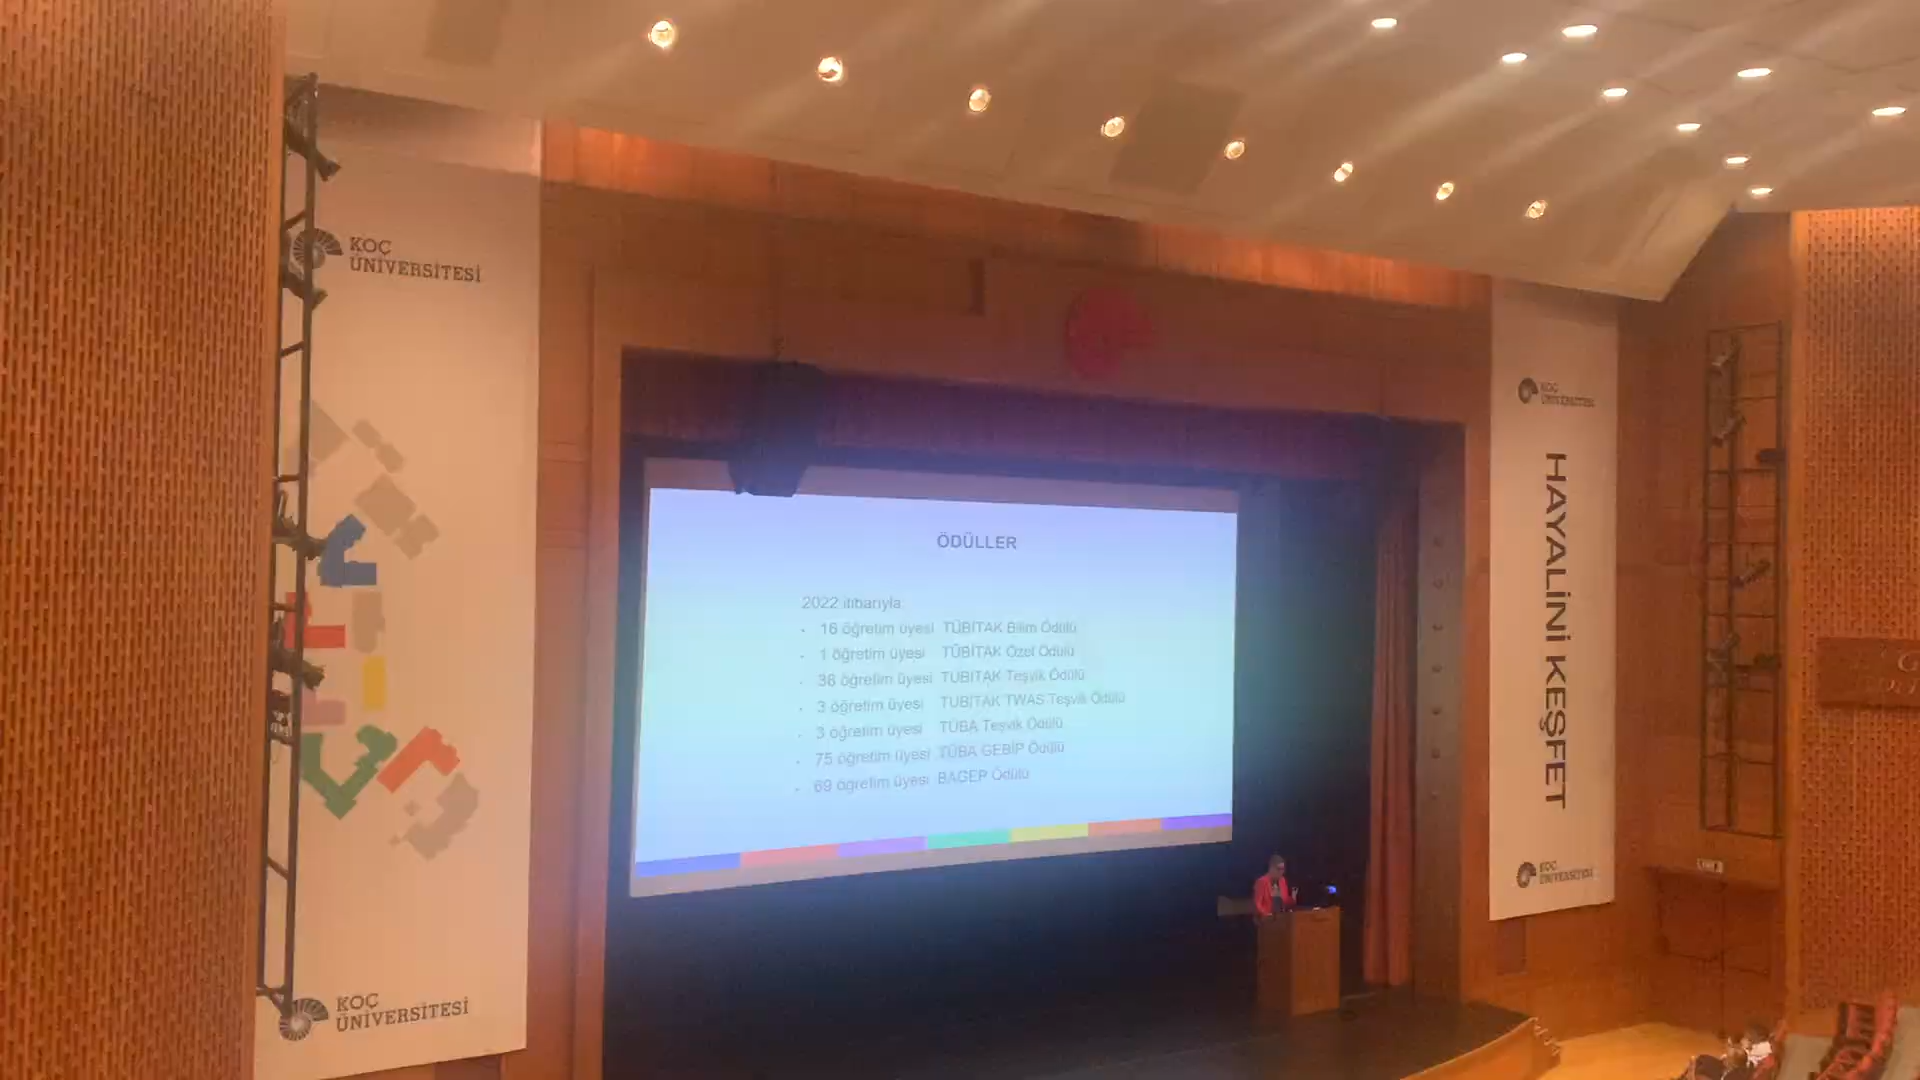 KOÇ
ÜNİVERSİTESİ
ÖDÜLLER
2022 itibarıyla
• 16 öğretim üyesi TÜBİTAK Bilim Ödülü
• 1 öğretim üyesi TÜBİTAK Özel Ödülü
• 38 öğretim üyesi TÜBİTAK Teşvik Ödülü
• 3 öğretim üyesi TÜBİTAK TWAS Teşvik Ödülü
• 3 öğretim üyesi TÜBA Teşvik Ödülü
• 75 öğretim üyesi TÜBA GEBİP Ödülü
• 69 öğretim üyesi BAGEP Ödülü
KOÇ
ÜNİVERSİTESİ
KOÇ
ÜNİVERSİTESİ
HAYALİNİ KEŞFET
KOÇ
ÜNİVERSİTESİ